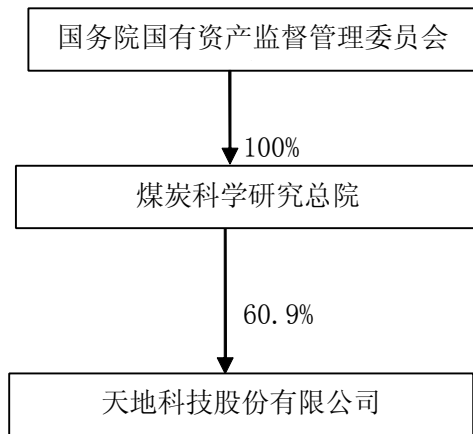 国务院国有资产监督管理委员会
100%
煤炭科学研究总院
60.9%
天地科技股份有限公司